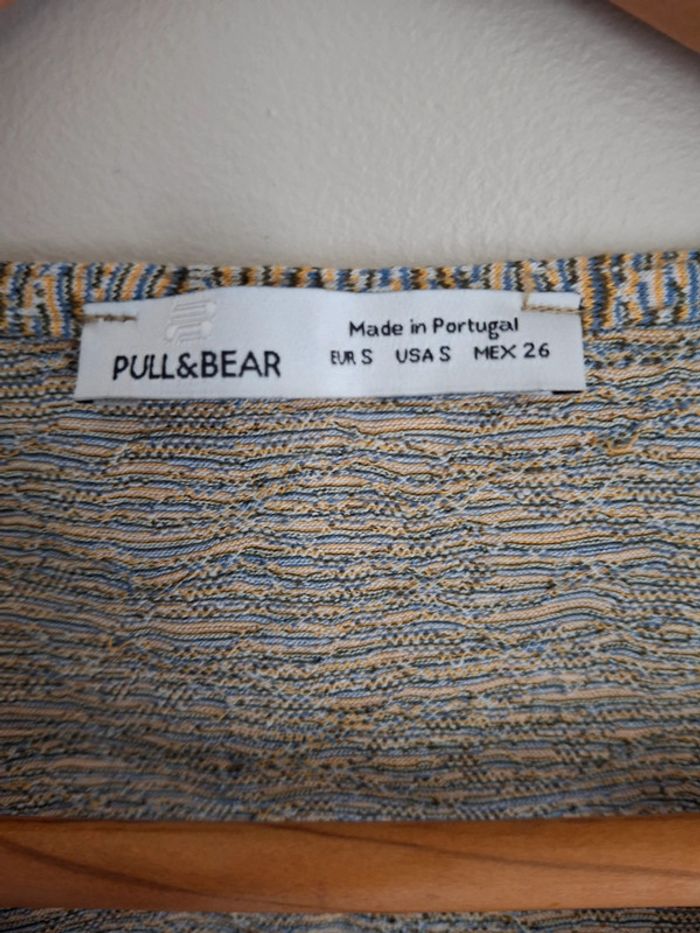 PULL&BEAR
Made in Portugal
EUR S USA S MEX 26